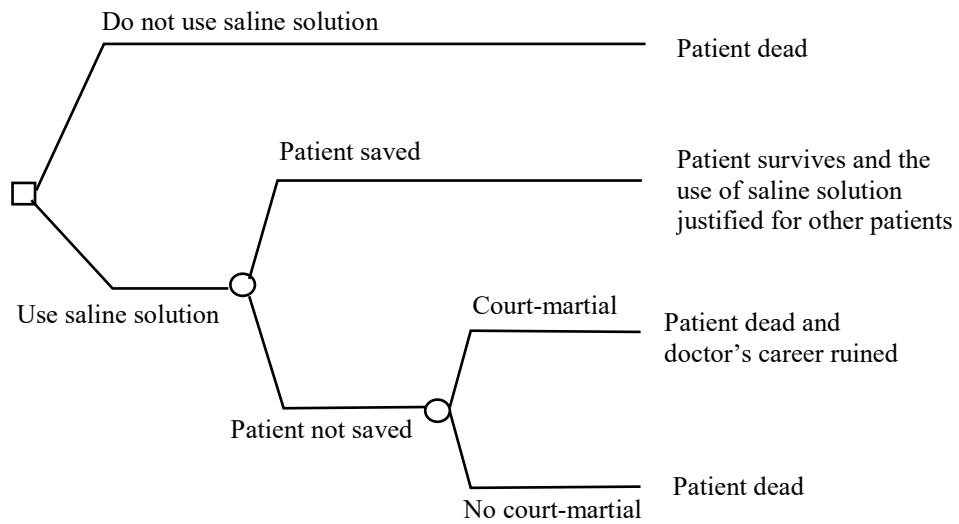 Do not use saline solution
Patient dead
Patient saved
Patient survives and the
use of saline solution
justified for other patients
Use saline solution
Court-martial
Patient dead and
doctor’s career ruined
Patient not saved
Patient dead
No court-martial